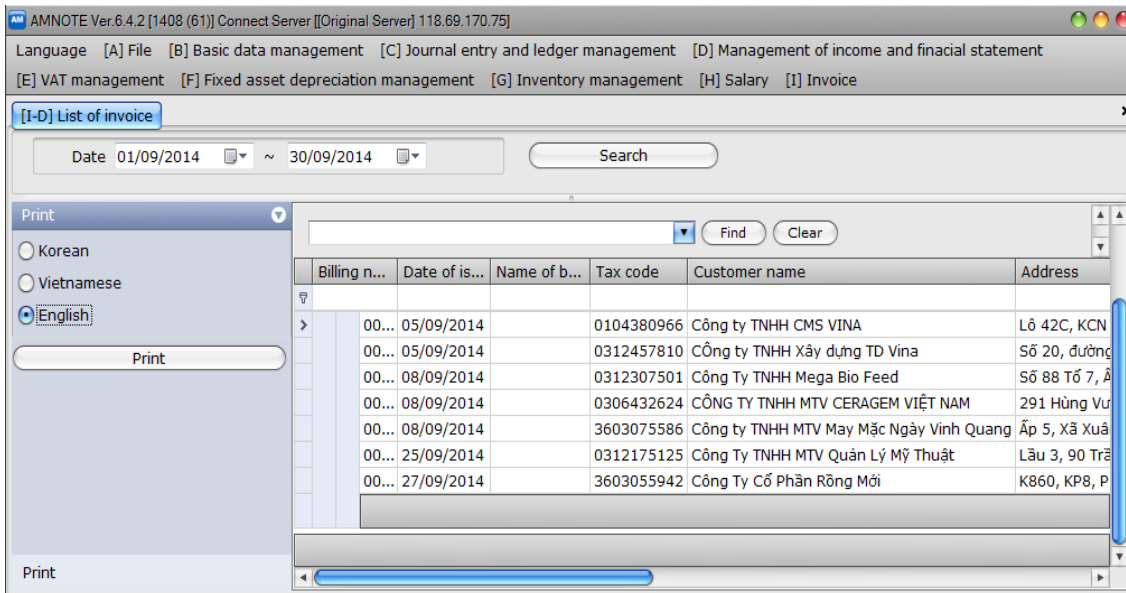 AMNOTE Ver.6.4.2 [1408 (61)] Connect Server [[Original Server] 118.69.170.75]
Language [A] File [B] Basic data management [C] Journal entry and ledger management [D] Management of income and finacial statement
[E] VAT management [F] Fixed asset depreciation management [G] Inventory management [H] Salary [I] Invoice
[I-D] List of invoice
Date 01/09/2014 ~ 30/09/2014 Search
Print
Korean
Vietnamese
English
Print
Print
Find Clear
Billing n... Date of is... Name of b... Tax code Customer name Address
00... 05/09/2014 0104380966 Công ty TNHH CMS VINA Lô 42C, KCN
00... 05/09/2014 0312457810 CÔng ty TNHH Xây dựng TD Vina Số 20, đường
00... 08/09/2014 0312307501 Công Ty TNHH Mega Bio Feed Số 88 Tổ 7,
00... 08/09/2014 0306432624 CÔNG TY TNHH MTV CERAGEM VIỆT NAM 291 Hùng
00... 08/09/2014 3603075586 Công ty TNHH MTV May Mặc Ngày Vinh Quang Ấp 5, Xã
00... 25/09/2014 0312175125 Công Ty TNHH MTV Quản Lý Mỹ Thuật Lầu 3, 90
00... 27/09/2014 3603055942 Công Ty Cổ Phần Rồng Mới K860, KP8, P